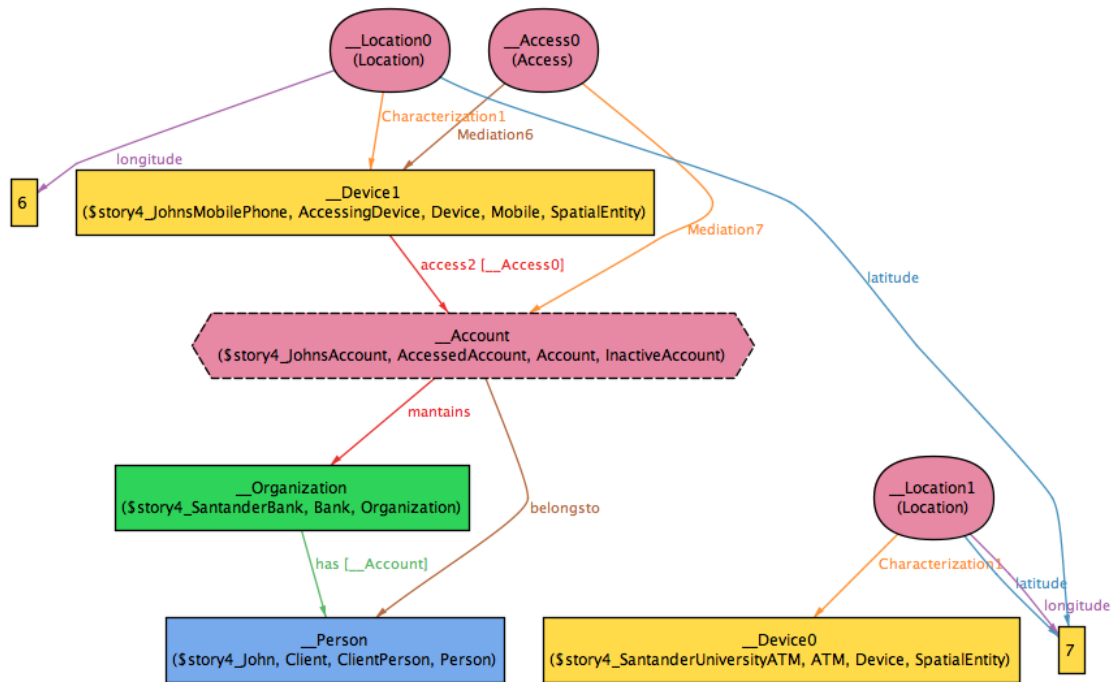 __Location0
(Location)
__Access0
(Access)
Characterization1
Mediation6
longitude
6
__Device1
($story4_JohnsMobilePhone, AccessingDevice, Device, Mobile, SpatialEntity)
Mediation7
access2 [__Access0]
latitude
__Account
($story4_JohnsAccount, AccessedAccount, Account, InactiveAccount)
mantains
__Organization
($story4_SantanderBank, Bank, Organization)
belongsto
__Location1
(Location)
has [__Account]
Characterization1
latitude
longitude
__Person
($story4_John, Client, ClientPerson, Person)
__Device0
($story4_SantanderUniversityATM, ATM, Device, SpatialEntity)
7